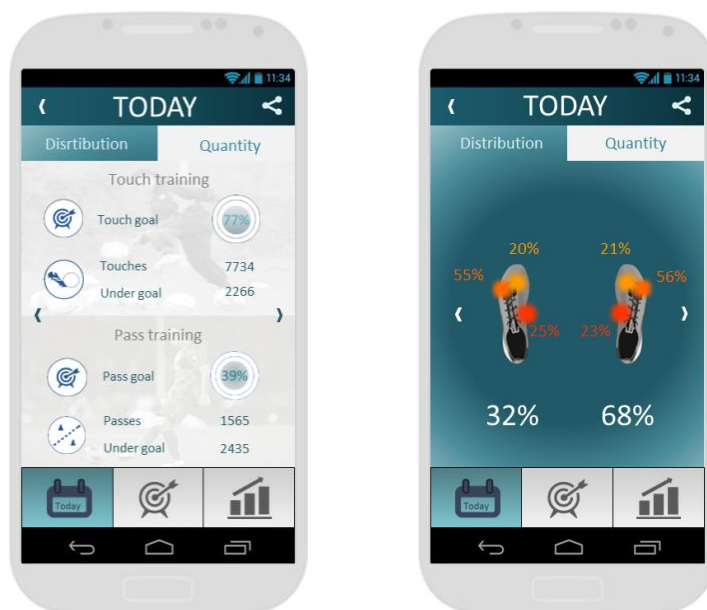 11:34
TODAY
Disrtibution Quantity
Touch training
Touch goal 77%
Touches 7734
Under goal 2266
Pass training
Pass goal 39%
Passes 1565
Under goal 2435
Today
11:34
TODAY
Distribution Quantity
20% 21%
55% 56%
25% 23%
32% 68%
Today